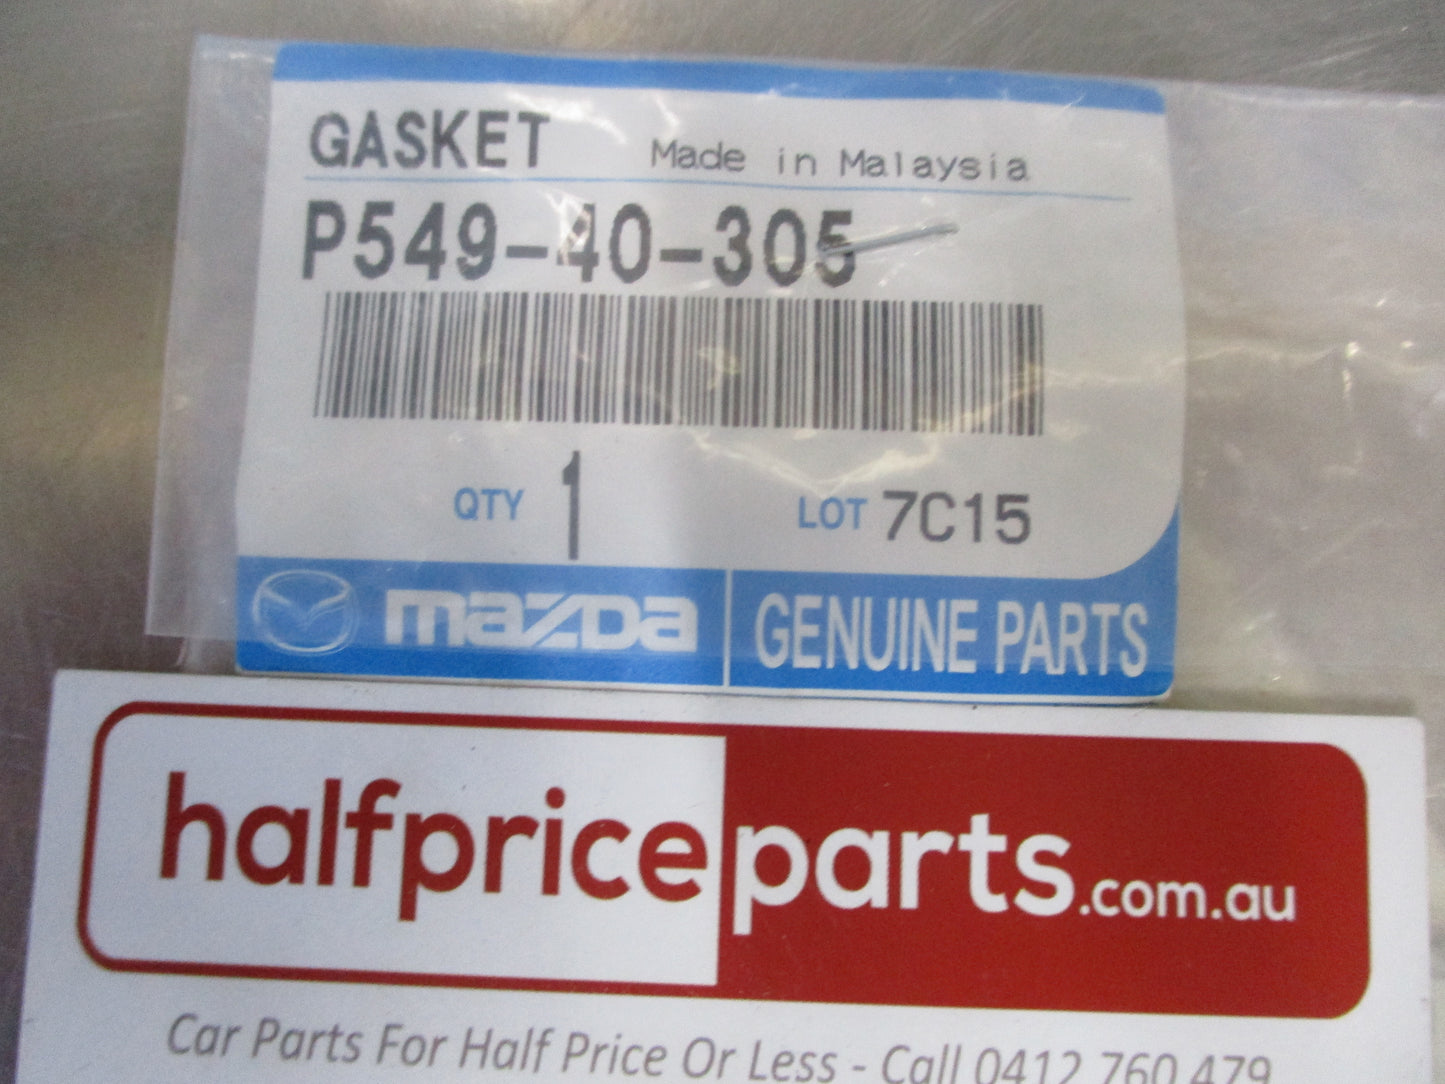 GASKET Made in Malaysia
P549-40-305
QTY 1 LOT 7C15
mazda GENUINE PARTS
halfpriceparts.com.au
Car Parts For Half Price Or Less - Call 0412 760 479